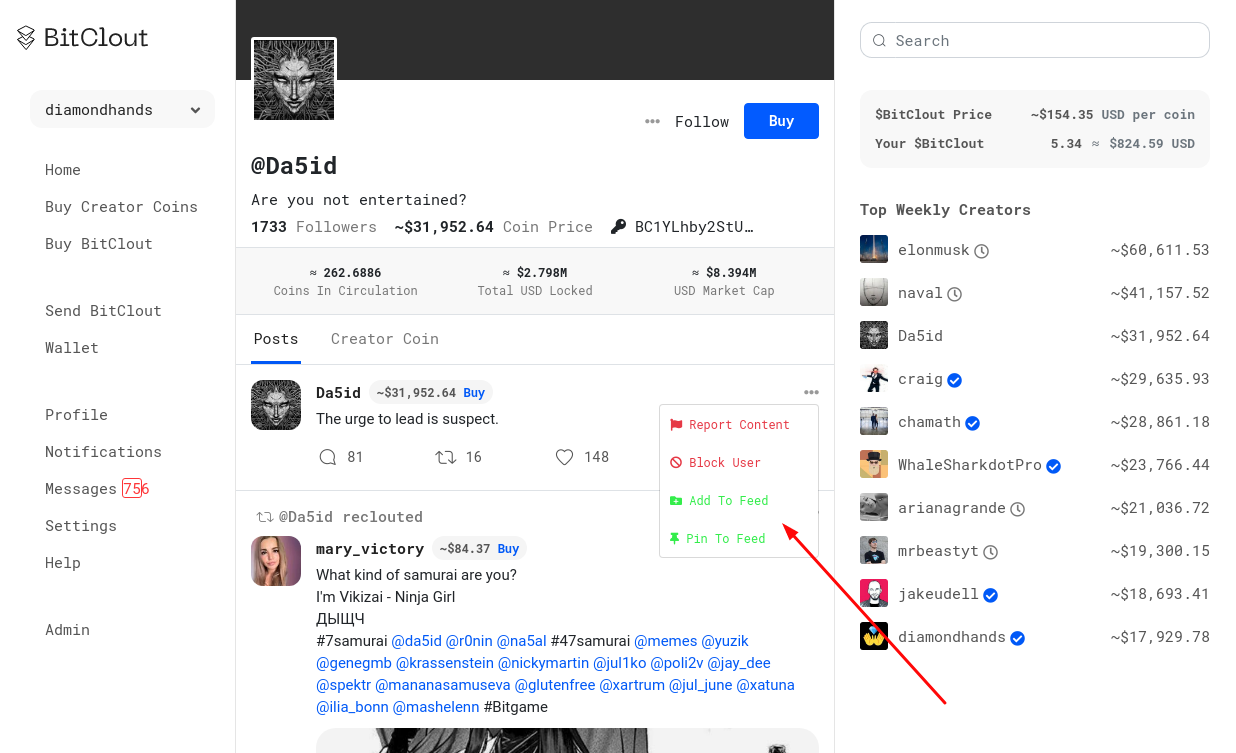 BitClout
diamondhands
Home
Buy Creator Coins
Buy BitClout
Send BitClout
Wallet
Profile
Notifications
Messages 756
Settings
Help
Admin
Follow
Buy
@Da5id
Are you not entertained?
1733 Followers ~$31,952.64 Coin Price BC1YLhby2StU…
≈ 262.6886
Coins In Circulation
≈ $2.798M
Total USD Locked
≈ $8.394M
USD Market Cap
Posts
Creator Coin
Da5id ~$31,952.64 Buy
The urge to lead is suspect.
81 16 148
Report Content
Block User
Add To Feed
Pin To Feed
@Da5id reclouted
mary_victory ~$84.37 Buy
What kind of samurai are you?
I'm Vikizai - Ninja Girl
ДЫЩЧ
#7samurai @da5id @r0nin @na5al #47samurai @memes @yuzik
@genegmb @krassenstein @nickymartin @jul1ko @poli2v @jay_dee
@spektr @mananasamuseva @glutenfree @xartrum @jul_june @xatuna
@ilia_bonn @mashelenn #Bitgame
Search
$BitClout Price ~$154.35 USD per coin
Your $BitClout 5.34 ≈ $824.59 USD
Top Weekly Creators
elonmusk ~$60,611.53
naval ~$41,157.52
Da5id ~$31,952.64
craig ~$29,635.93
chamath ~$28,861.18
WhaleSharkdotPro ~$23,766.44
arianagrande ~$21,036.72
mrbeastyt ~$19,300.15
jakeudell ~$18,693.41
diamondhands ~$17,929.78